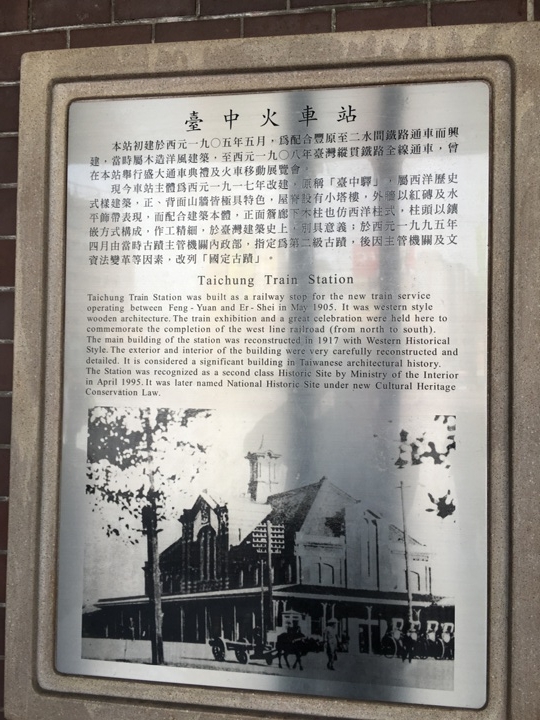 臺中火車站
本站初建於西元一九〇五年五月，為配合豐原至二水間鐵路通車而興
建，當時屬木造洋風建築，至西元一九〇八年臺灣縱貫鐵路全線通車，曾
在本站舉行盛大通車典禮及火車移動展覽會。
現今車站主體為西元一九一七年改建，原稱「臺中驛」，屬西洋歷史
式樣建築，正、背面山牆皆極具特色，屋脊設有小塔樓，外牆以紅磚及水
平飾帶表現，而配合建築本體，正面簷廊下木柱也仿西洋柱式，柱頭以鑲
嵌方式構成，作工精細，於臺灣建築史上，別具意義，於西元一九九五年
四月由當時古蹟主管機關內政部，指定為第二級古蹟，後因主管機關及文
資法變革等因素，改列「國定古蹟」。
Taichung Train Station
Taichung Train Station was built as a railway stop for the new train service
operating between Feng-Yuan and Er-Shei in May 1905. It was western style
wooden architecture. The train exhibition and a great celebration were held here to
commemorate the completion of the west line railroad (from north to south).
The main building of the station was reconstructed in 1917 with Western Historical
Style. The exterior and interior of the building were very carefully reconstructed and
detailed. It is considered a significant building in Taiwanese architectural history.
The Station was recognized as a second class Historic Site by Ministry of the Interior
in April 1995. It was later named National Historic Site under new Cultural Heritage
Conservation Law.